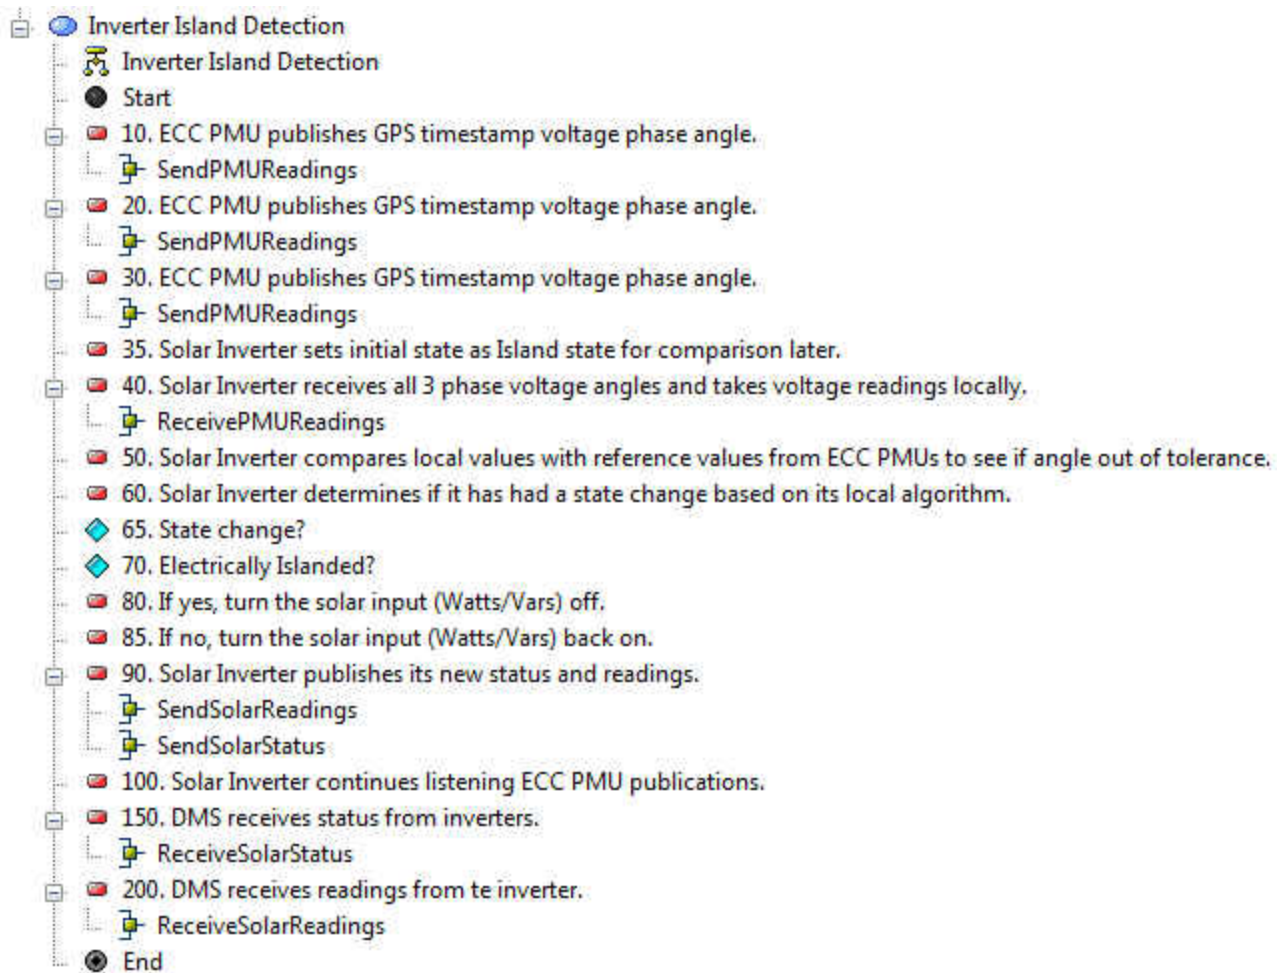 Inverter Island Detection
Inverter Island Detection
Start
10. ECC PMU publishes GPS timestamp voltage phase angle.
SendPMUReadings
20. ECC PMU publishes GPS timestamp voltage phase angle.
SendPMUReadings
30. ECC PMU publishes GPS timestamp voltage phase angle.
SendPMUReadings
35. Solar Inverter sets initial state as Island state for comparison later.
40. Solar Inverter receives all 3 phase voltage angles and takes voltage readings locally.
ReceivePMUReadings
50. Solar Inverter compares local values with reference values from ECC PMUs to see if angle out of tolerance.
60. Solar Inverter determines if it has had a state change based on its local algorithm.
65. State change?
70. Electrically Islanded?
80. If yes, turn the solar input (Watts/Vars) off.
85. If no, turn the solar input (Watts/Vars) back on.
90. Solar Inverter publishes its new status and readings.
SendSolarReadings
SendSolarStatus
100. Solar Inverter continues listening ECC PMU publications.
150. DMS receives status from inverters.
ReceiveSolarStatus
200. DMS receives readings from te inverter.
ReceiveSolarReadings
End